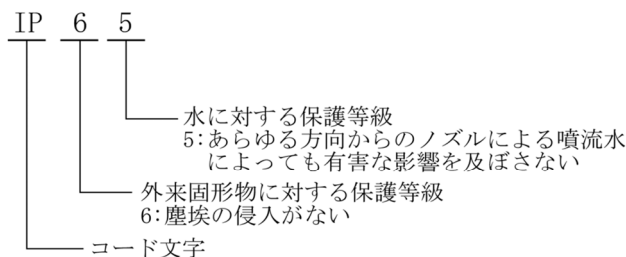 IP 6 5
水に対する保護等級
5:あらゆる方向からのノズルによる噴流水
によっても有害な影響を及ぼさない
外来固形物に対する保護等級
6:塵埃の侵入がない
コード文字